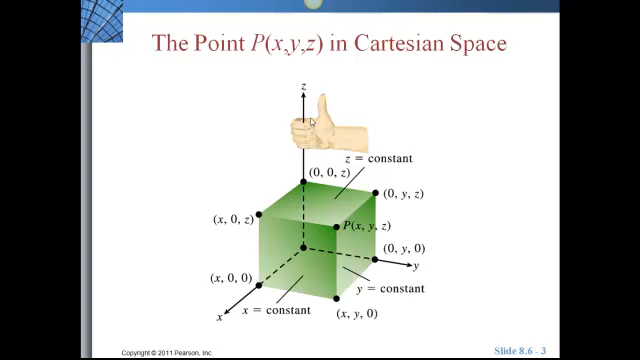 The Point P(x,y,z) in Cartesian Space
z
z = constant
(0, 0, z)
(0, y, z)
(x, 0, z)
P(x, y, z)
(0, y, 0)
y
(x, 0, 0)
y = constant
x = constant
x
(x, y, 0)
Copyright © 2011 Pearson, Inc.
Slide 8.6 - 3